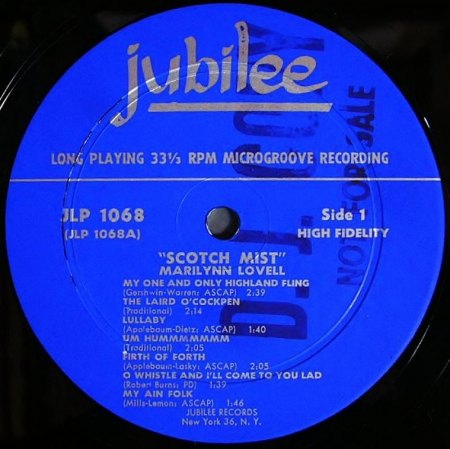 jubilee
LONG PLAYING 33⅓ RPM MICROGROOVE RECORDING
JLP 1068
(JLP 1068A)
Side 1
HIGH FIDELITY
"SCOTCH MIST"
MARILYNN LOVELL
MY ONE AND ONLY HIGHLAND FLING
(Gershwin-Warren; ASCAP) 2:39
THE LAIRD O'COCKPEN
(Traditional) 2:14
LULLABY
(Applebaum-Dietz; ASCAP) 1:40
UM HUMMMMMMM
(Traditional) 2:05
FIRTH OF FORTH
(Applebaum-Lasky; ASCAP) 2:05
O WHISTLE AND I'LL COME TO YOU LAD
(Robert Burns; PD) 1:39
MY AIN FOLK
(Mills-Lemon; ASCAP) 1:46
JUBILEE RECORDS
New York 36, N. Y.
D. J. COPY
NOT FOR SALE